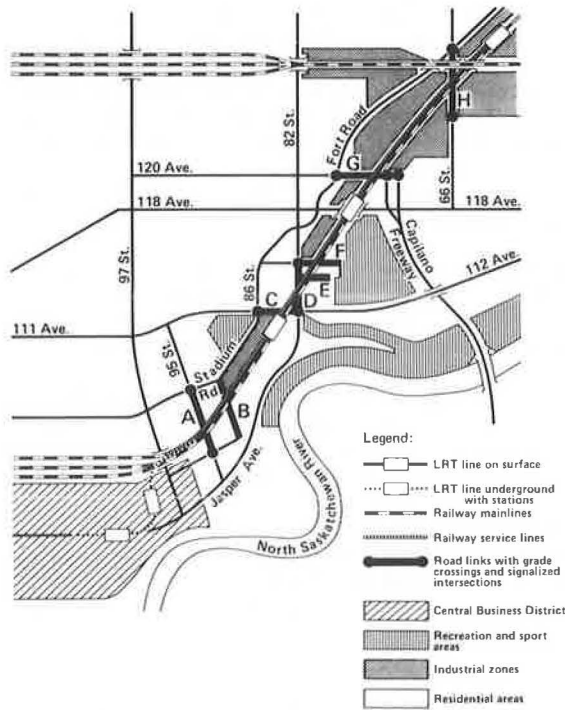 82 St.
Fort Road
H
G
120 Ave.
66 St.
118 Ave.
118 Ave.
97 St.
Capilano
Freeway
F
86 St.
E
112 Ave.
C
D
111 Ave.
95 St.
Stadium
Rd
A
B
Jasper Ave.
North Saskatchewan River
Legend:
LRT line on surface
LRT line underground
with stations
Railway mainlines
Railway service lines
Road links with grade
crossings and signalized
intersections
Central Business District
Recreation and sport
areas
Industrial zones
Residential areas